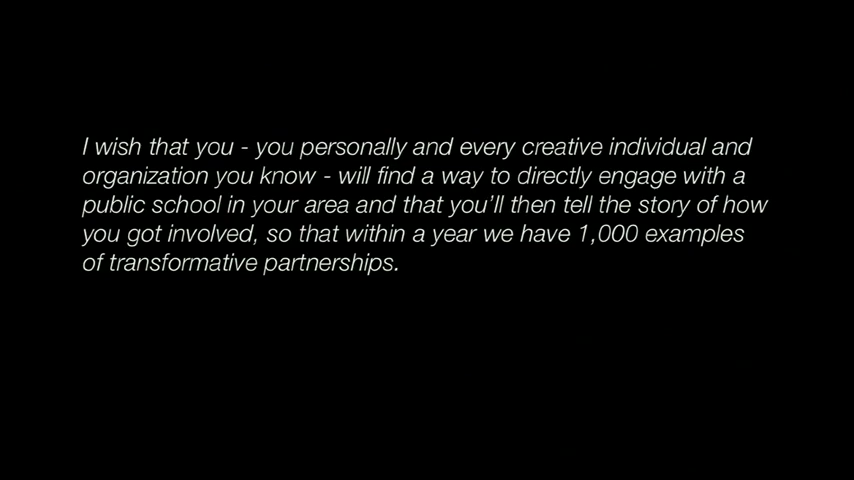 I wish that you - you personally and every creative individual and
organization you know - will find a way to directly engage with a
public school in your area and that you'll then tell the story of how
you got involved, so that within a year we have 1,000 examples
of transformative partnerships.